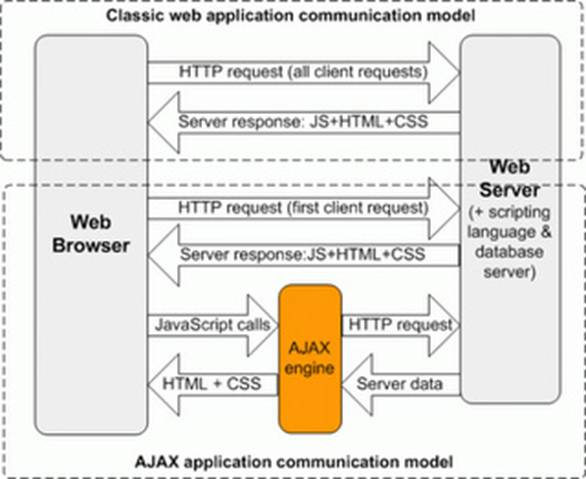 Classic web application communication model
HTTP request (all client requests)
Server response: JS+HTML+CSS
Web
Browser
Web
Server
(+ scripting
language &
database
server)
HTTP request (first client request)
Server response:JS+HTML+CSS
JavaScript calls
AJAX
engine
HTTP request
HTML + CSS
Server data
AJAX application communication model